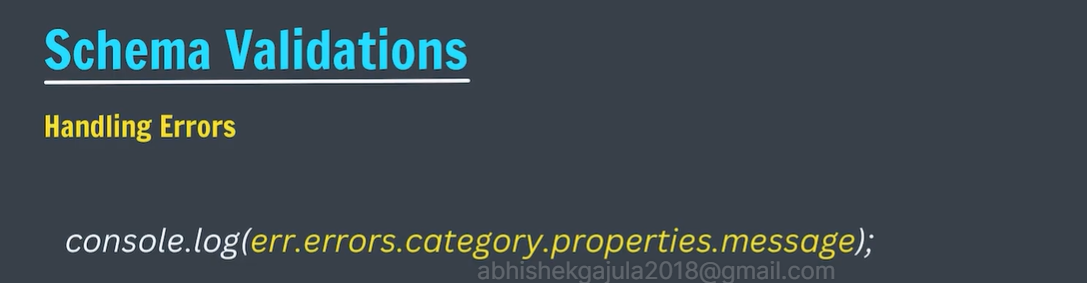 Schema Validations
Handling Errors
console.log(err.errors.category.properties.message);
abhishekgajula2018@gmail.com